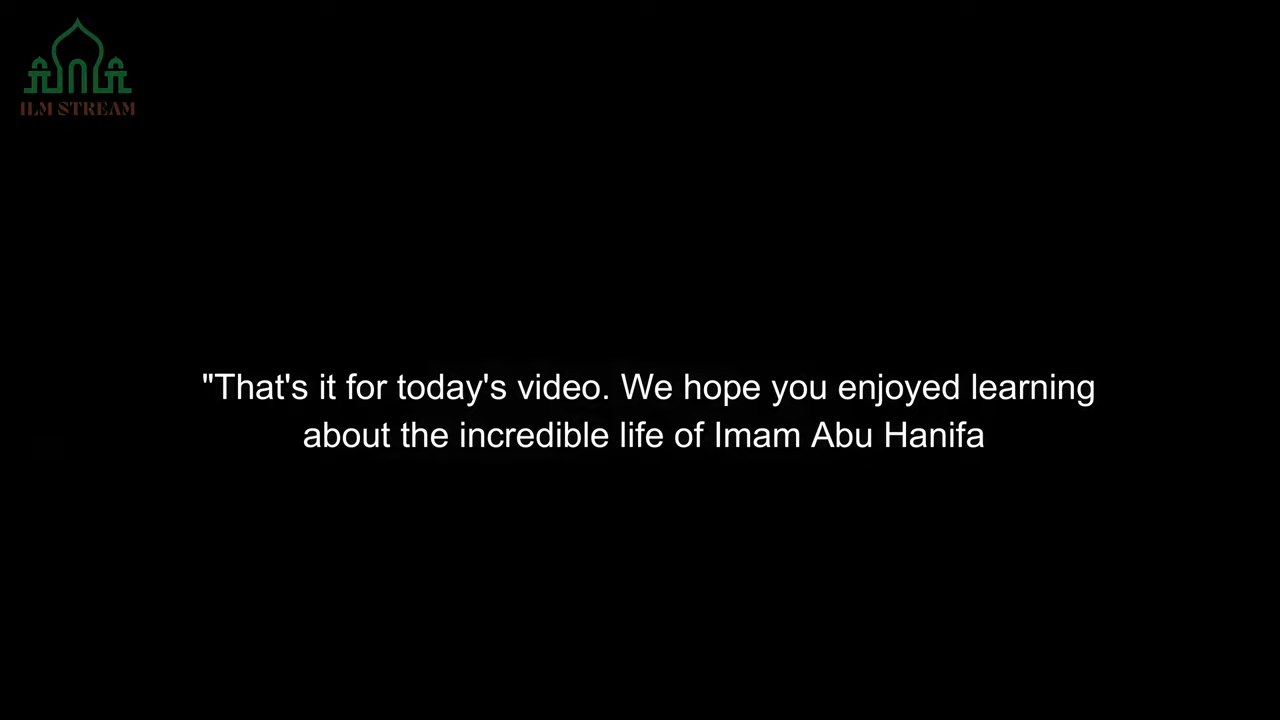 ILM STREAM
"That's it for today's video. We hope you enjoyed learning
about the incredible life of Imam Abu Hanifa